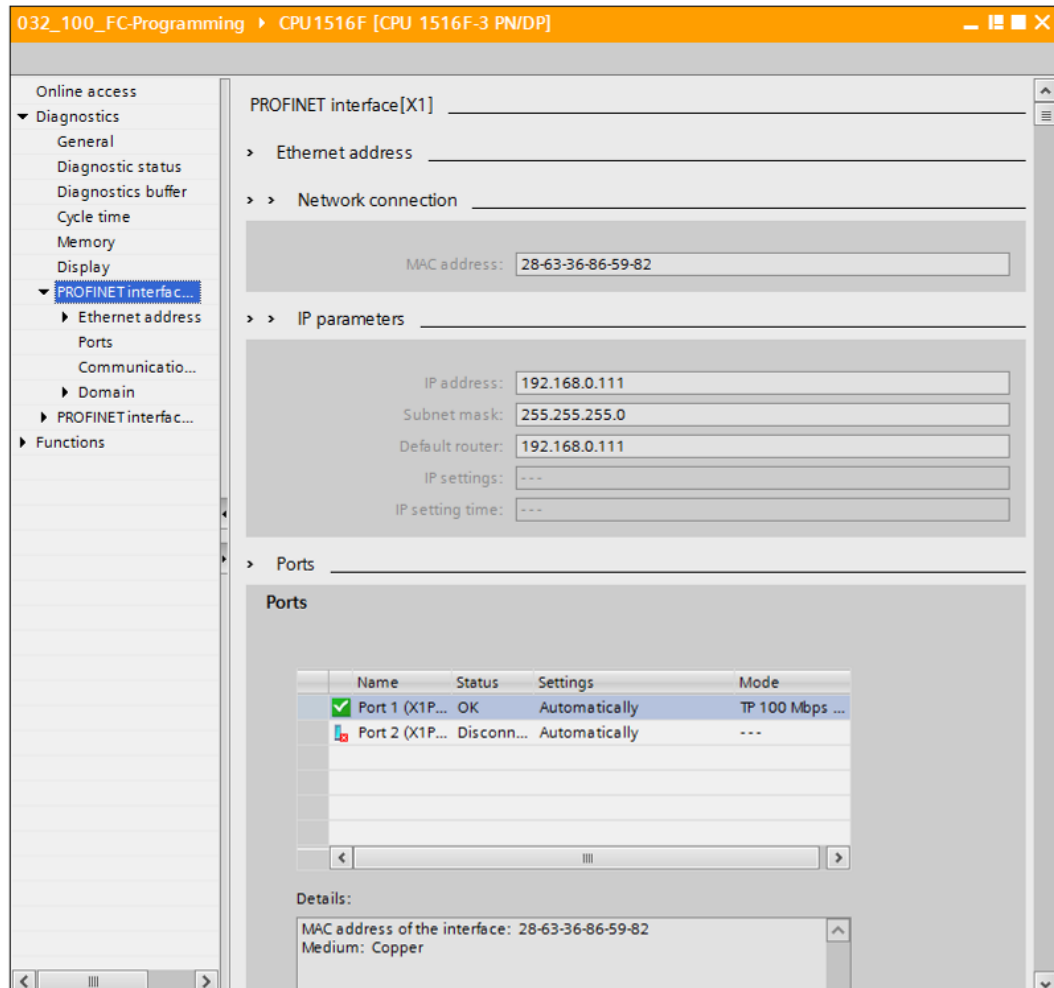 032_100_FC-Programming ▸ CPU1516F [CPU 1516F-3 PN/DP]
Online access
Diagnostics
General
Diagnostic status
Diagnostics buffer
Cycle time
Memory
Display
PROFINET interfac...
Ethernet address
Ports
Communicatio...
Domain
PROFINET interfac...
Functions
PROFINET interface[X1]
Ethernet address
Network connection
MAC address: 28-63-36-86-59-82
IP parameters
IP address: 192.168.0.111
Subnet mask: 255.255.255.0
Default router: 192.168.0.111
IP settings: ---
IP setting time: ---
Ports
Ports
Name Status Settings Mode
Port 1 (X1P... OK Automatically TP 100 Mbps ...
Port 2 (X1P... Disconn... Automatically ---
Details:
MAC address of the interface: 28-63-36-86-59-82
Medium: Copper